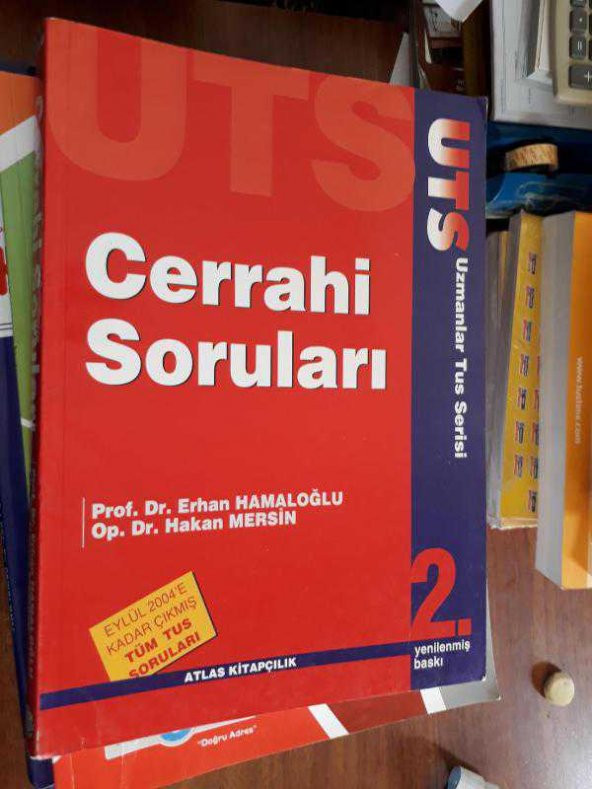 UTS
Cerrahi
Soruları
Prof. Dr. Erhan HAMALOĞLU
Op. Dr. Hakan MERSİN
EYLÜL 2004'E
KADAR ÇIKMIŞ
TÜM TUS
SORULARI
ATLAS KİTAPÇILIK
UTS Uzmanlar Tus Serisi
2.
yenilenmiş
baskı
"Doğru Adres"